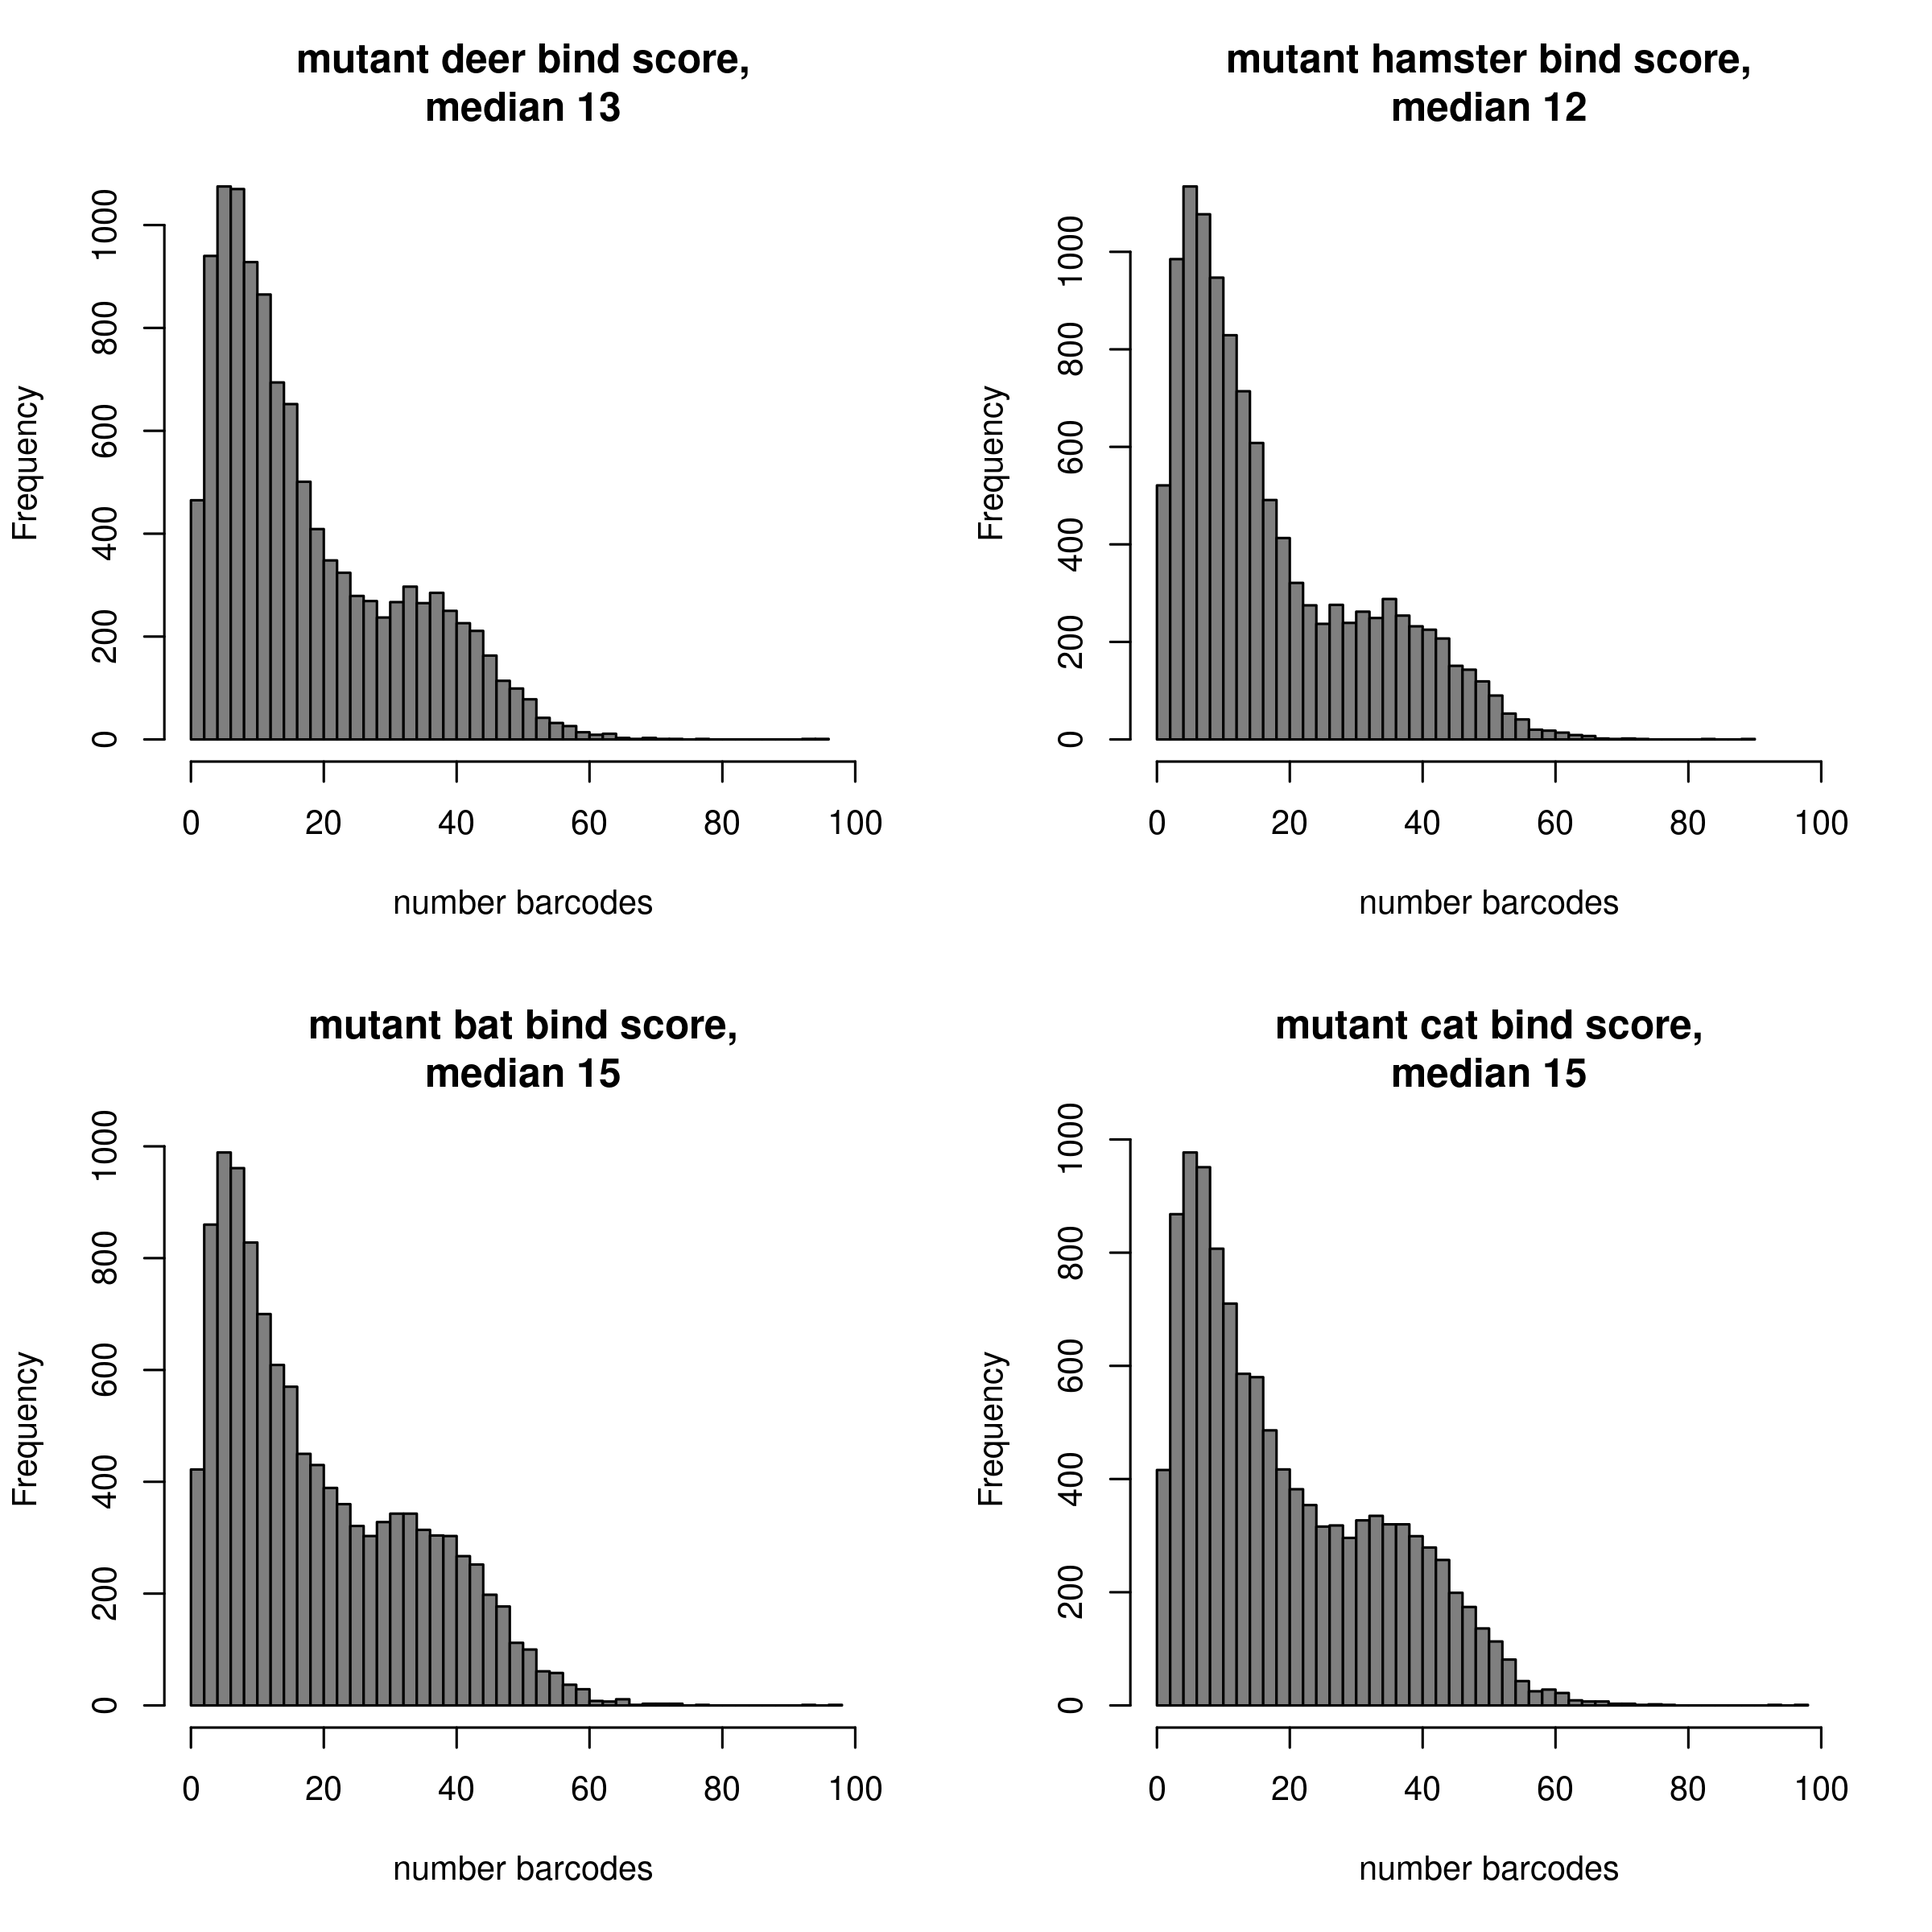 mutant deer bind score,
median 13
Frequency
0 200 400 600 800 1000
0 20 40 60 80 100
number barcodes
mutant hamster bind score,
median 12
Frequency
0 200 400 600 800 1000
0 20 40 60 80 100
number barcodes
mutant bat bind score,
median 15
Frequency
0 200 400 600 800 1000
0 20 40 60 80 100
number barcodes
mutant cat bind score,
median 15
Frequency
0 200 400 600 800 1000
0 20 40 60 80 100
number barcodes